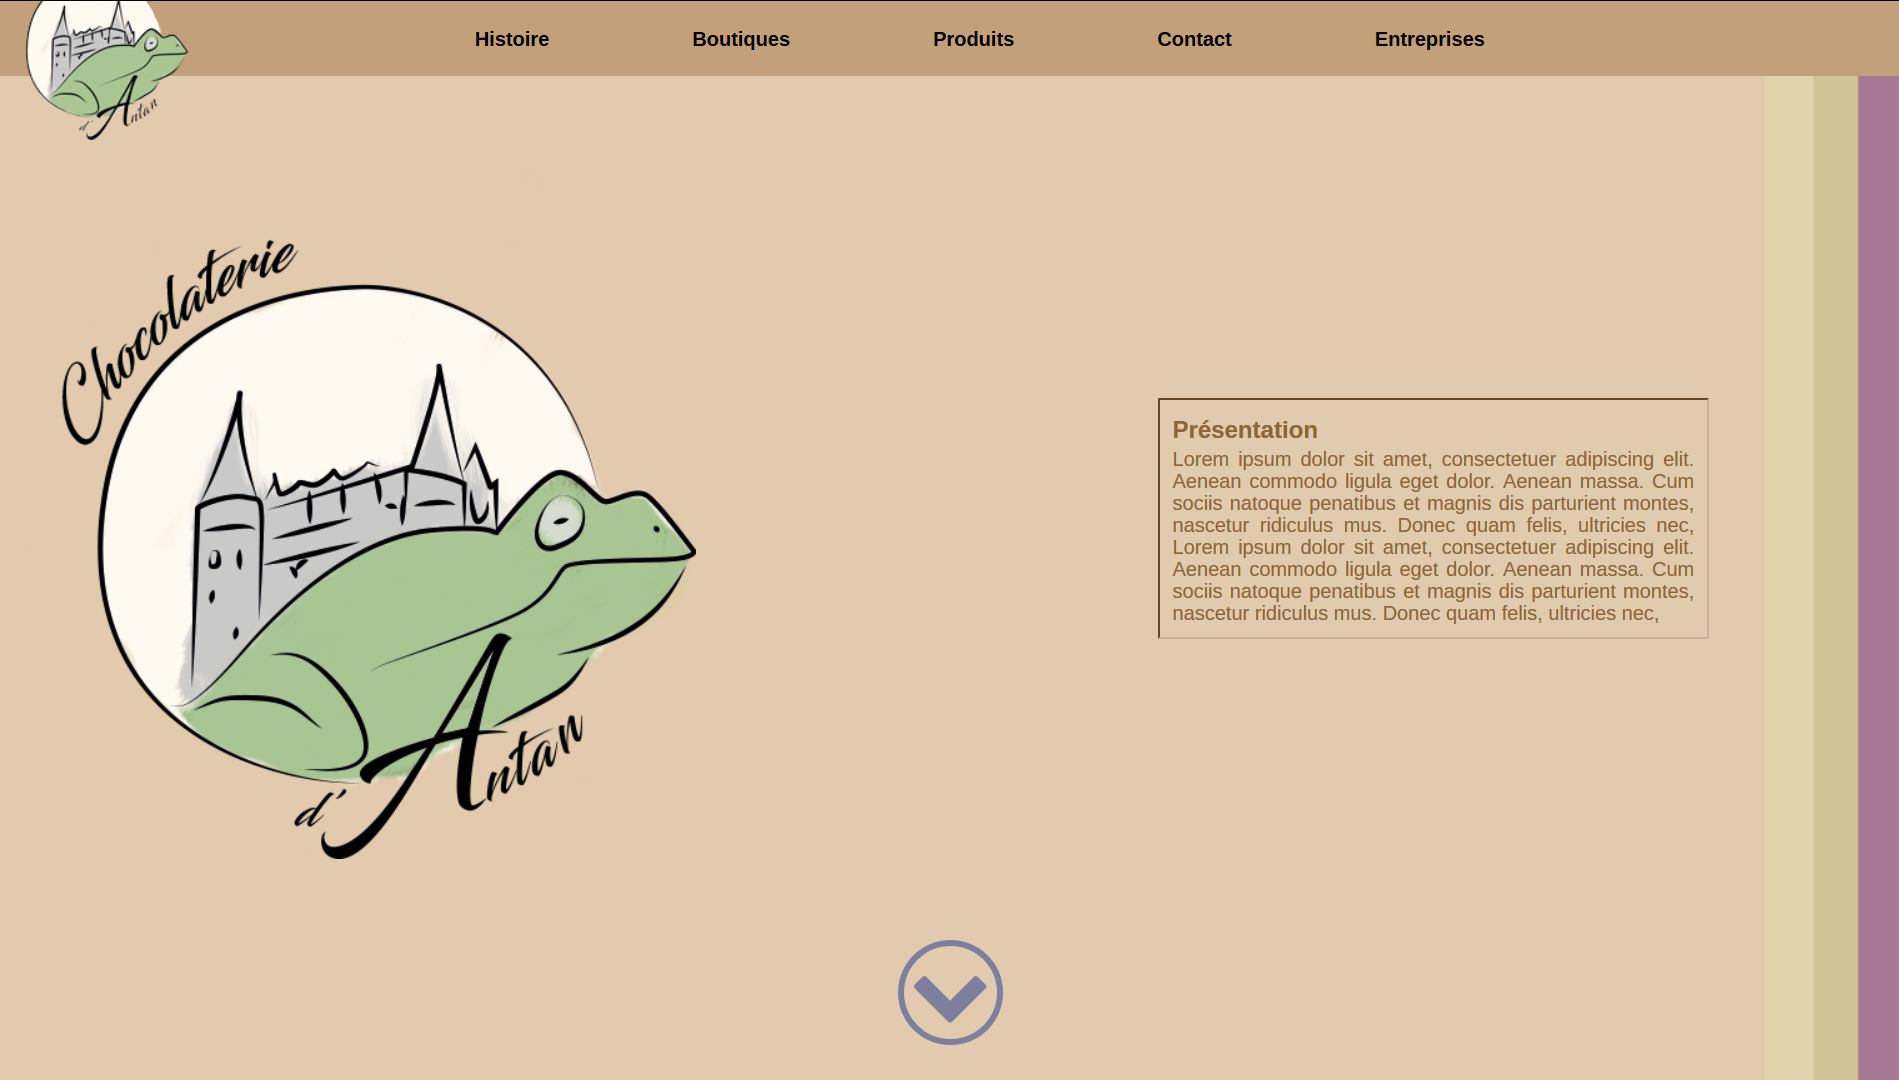 Histoire Boutiques Produits Contact Entreprises
d'Antan
Chocolaterie
d'Antan
Présentation
Lorem ipsum dolor sit amet, consectetuer adipiscing elit.
Aenean commodo ligula eget dolor. Aenean massa. Cum
sociis natoque penatibus et magnis dis parturient montes,
nascetur ridiculus mus. Donec quam felis, ultricies nec,
Lorem ipsum dolor sit amet, consectetuer adipiscing elit.
Aenean commodo ligula eget dolor. Aenean massa. Cum
sociis natoque penatibus et magnis dis parturient montes,
nascetur ridiculus mus. Donec quam felis, ultricies nec,